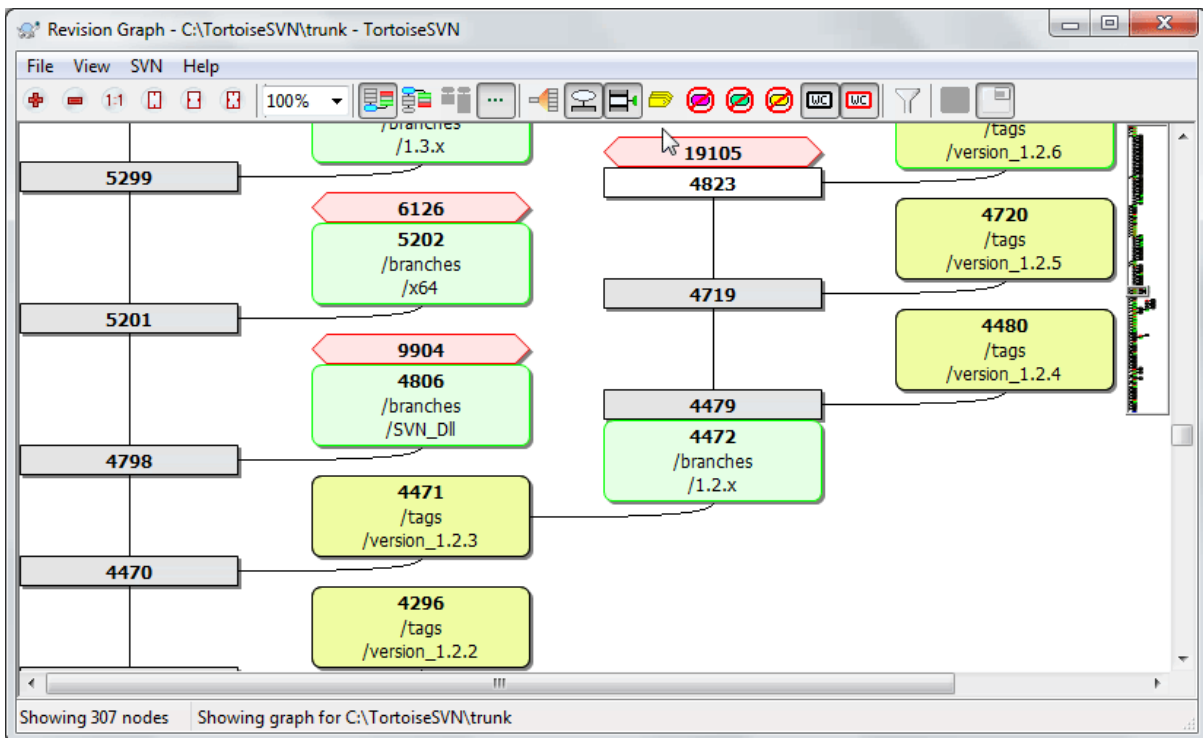 Revision Graph - C:\TortoiseSVN\trunk - TortoiseSVN
File View SVN Help
1:1 100% WC WC
/branches
/1.3.x
5299
6126
5202
/branches
/x64
5201
9904
4806
/branches
/SVN_Dll
4798
4471
/tags
/version_1.2.3
4470
4296
/tags
/version_1.2.2
19105
4823
4719
4479
4472
/branches
/1.2.x
/tags
/version_1.2.6
4720
/tags
/version_1.2.5
4480
/tags
/version_1.2.4
Showing 307 nodes Showing graph for C:\TortoiseSVN\trunk